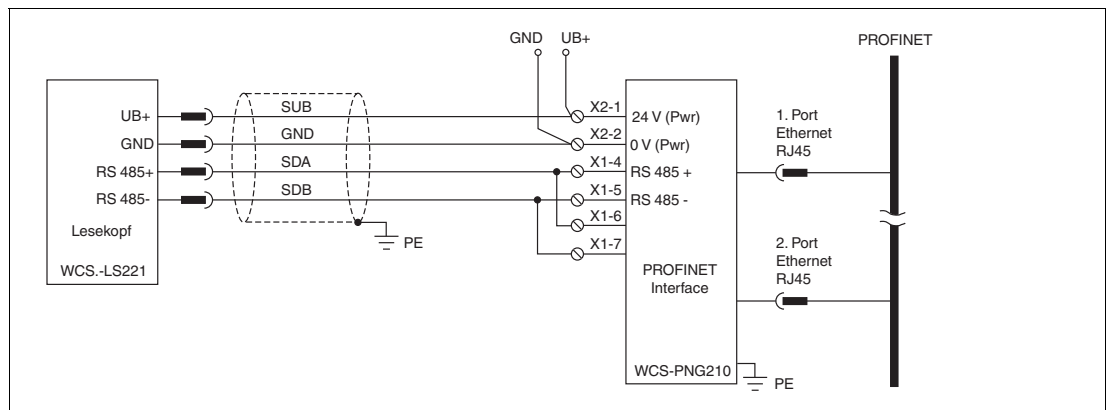 GND UB+
PROFINET
UB+
GND
RS 485+
RS 485-
Lesekopf
WCS.-LS221
SUB
GND
SDA
SDB
PE
X2-1
X2-2
X1-4
X1-5
X1-6
X1-7
24 V (Pwr)
0 V (Pwr)
RS 485 +
RS 485 -
PROFINET
Interface
WCS-PNG210
PE
1. Port
Ethernet
RJ45
2. Port
Ethernet
RJ45